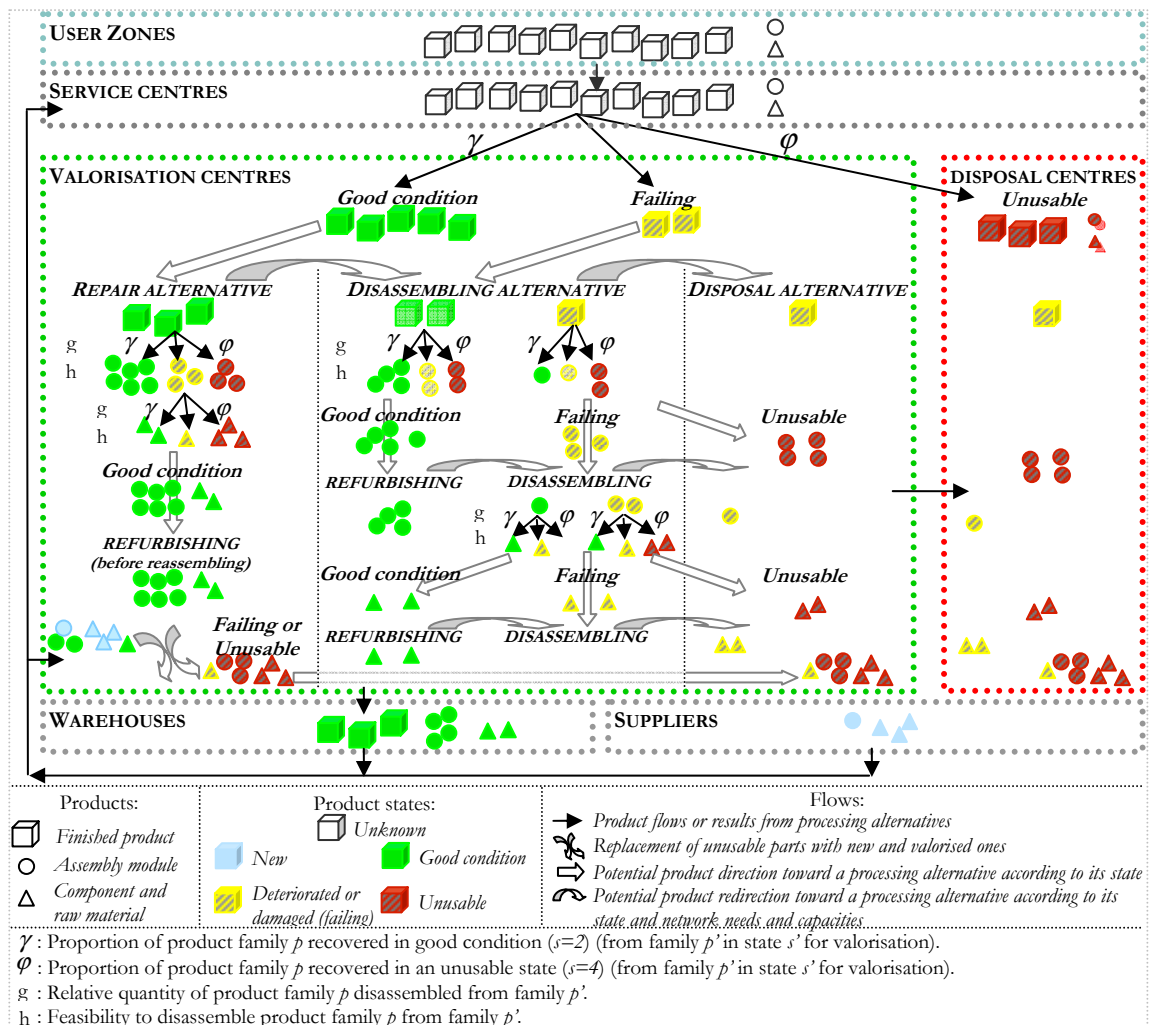 USER ZONES
SERVICE CENTRES
γ
φ
VALORISATION CENTRES
DISPOSAL CENTRES
Good condition
Failing
Unusable
REPAIR ALTERNATIVE
DISASSEMBLING ALTERNATIVE
DISPOSAL ALTERNATIVE
g
h
γ
φ
γ
φ
γ
φ
g
h
γ
φ
Good condition
Failing
Unusable
Good condition
REFURBISHING
DISASSEMBLING
g
h
γ
φ
γ
φ
REFURBISHING
(before reassembling)
Good condition
Failing
Unusable
Failing or
Unusable
REFURBISHING
DISASSEMBLING
WAREHOUSES
SUPPLIERS
Products:
Finished product
Assembly module
Component and
raw material
Product states:
Unknown
New
Good condition
Deteriorated or
damaged (failing)
Unusable
Flows:
Product flows or results from processing alternatives
Replacement of unusable parts with new and valorised ones
Potential product direction toward a processing alternative according to its state
Potential product redirection toward a processing alternative according to its
state and network needs and capacities
γ : Proportion of product family p recovered in good condition (s=2) (from family p' in state s' for valorisation).
φ : Proportion of product family p recovered in an unusable state (s=4) (from family p' in state s' for valorisation).
g : Relative quantity of product family p disassembled from family p'.
h : Feasibility to disassemble product family p from family p'.